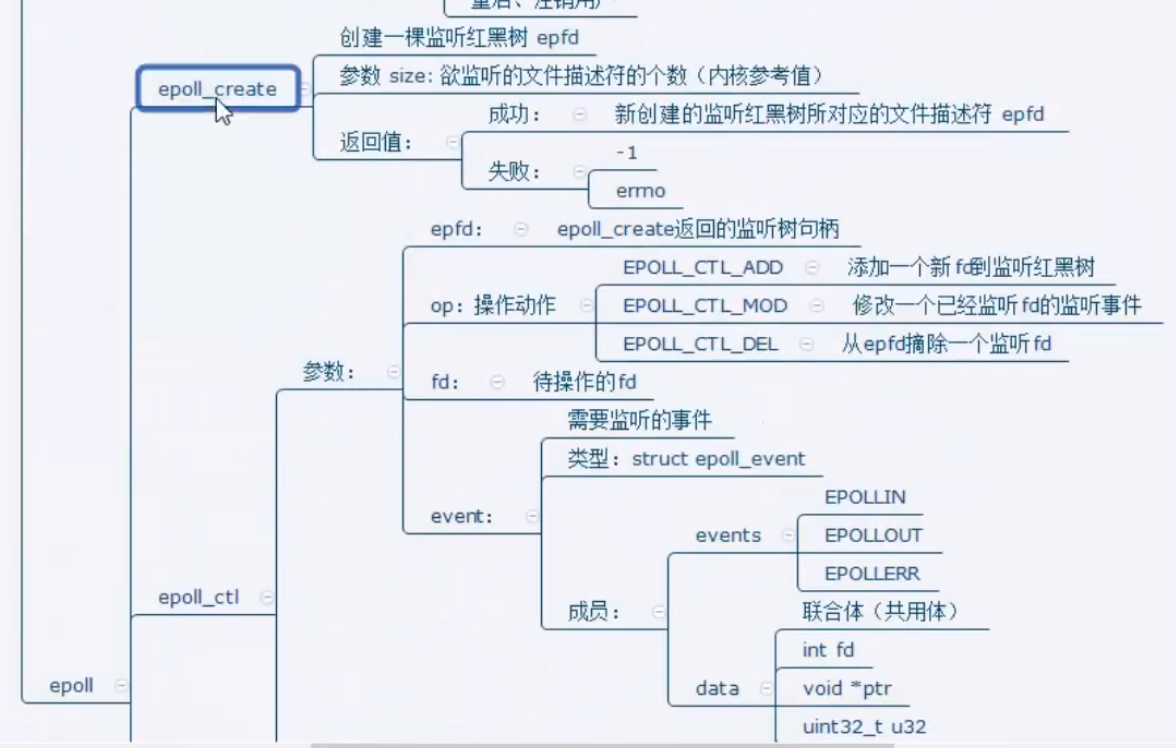 重启、注销用户
创建一棵监听红黑树 epfd
epoll_create
参数 size: 欲监听的文件描述符的个数（内核参考值）
成功：
新创建的监听红黑树所对应的文件描述符 epfd
返回值：
-1
失败：
errno
epfd：
epoll_create返回的监听树句柄
EPOLL_CTL_ADD
添加一个新fd到监听红黑树
op：操作动作
EPOLL_CTL_MOD
修改一个已经监听fd的监听事件
EPOLL_CTL_DEL
从epfd摘除一个监听fd
参数：
fd：
待操作的fd
需要监听的事件
类型：struct epoll_event
event：
EPOLLIN
events
EPOLLOUT
EPOLLERR
epoll_ctl
成员：
联合体（共用体）
int fd
epoll
data
void *ptr
uint32_t u32